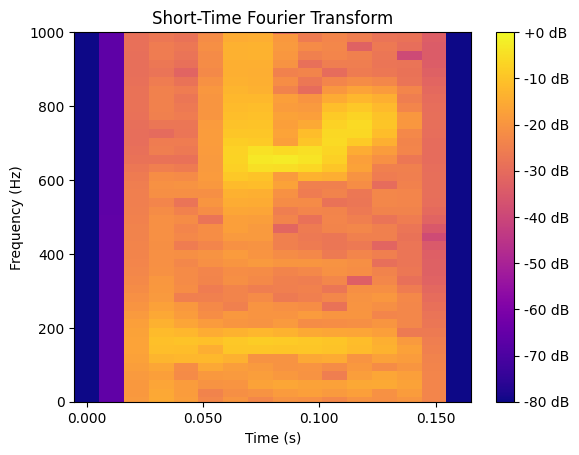 Short-Time Fourier Transform
1000
800
600
400
200
0
Frequency (Hz)
0.000
0.050
0.100
0.150
Time (s)
+0 dB
-10 dB
-20 dB
-30 dB
-40 dB
-50 dB
-60 dB
-70 dB
-80 dB